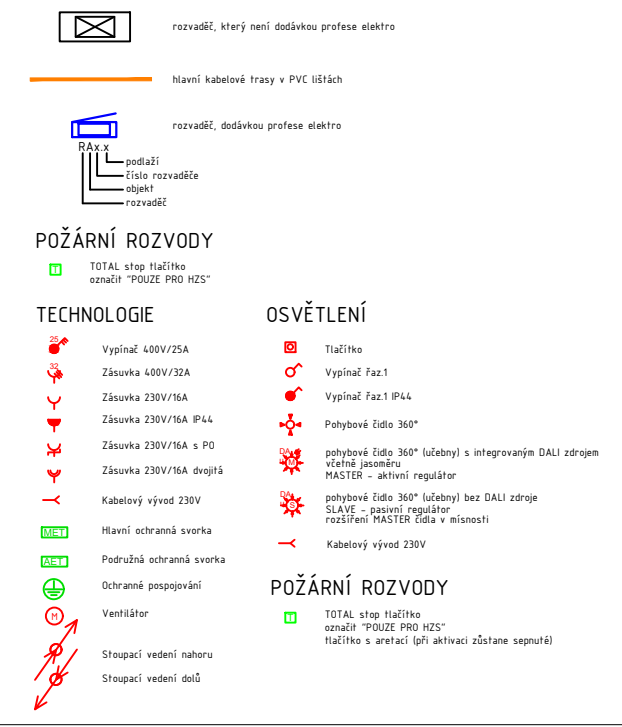 rozvaděč, který není dodávkou profese elektro
hlavní kabelové trasy v PVC lištách
rozvaděč, dodávkou profese elektro
RAx.x
podlaží
číslo rozvaděče
objekt
rozvaděč
POŽÁRNÍ ROZVODY
T
TOTAL stop tlačítko
označit "POUZE PRO HZS"
TECHNOLOGIE
25
Vypínač 400V/25A
32
Zásuvka 400V/32A
Zásuvka 230V/16A
Zásuvka 230V/16A IP44
Zásuvka 230V/16A s PO
Zásuvka 230V/16A dvojitá
Kabelový vývod 230V
MET
Hlavní ochranná svorka
AET
Podružná ochranná svorka
Ochranné pospojování
M
Ventilátor
Stoupací vedení nahoru
Stoupací vedení dolů
OSVĚTLENÍ
Tlačítko
Vypínač řaz.1
Vypínač řaz.1 IP44
Pohybové čidlo 360°
M
pohybové čidlo 360° (učebny) s integrovaným DALI zdrojem
včetně jasoměru
MASTER - aktivní regulátor
S
pohybové čidlo 360° (učebny) bez DALI zdroje
SLAVE - pasivní regulátor
rozšíření MASTER čidla v mísnosti
Kabelový vývod 230V
POŽÁRNÍ ROZVODY
T
TOTAL stop tlačítko
označit "POUZE PRO HZS"
tlačítko s aretací (při aktivaci zůstane sepnuté)